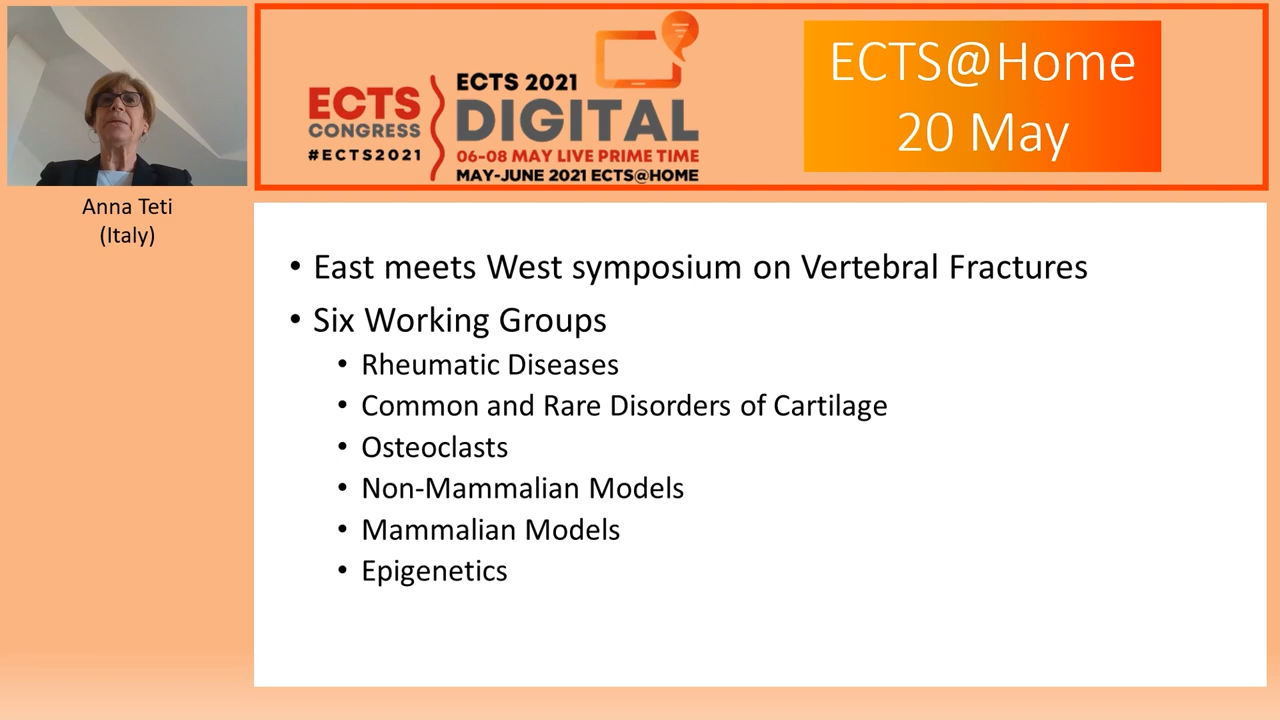 Anna Teti
(Italy)
ECTS
CONGRESS
#ECTS2021
ECTS 2021
DIGITAL
06-08 MAY LIVE PRIME TIME
MAY-JUNE 2021 ECTS@HOME
ECTS@Home
20 May
• East meets West symposium on Vertebral Fractures
• Six Working Groups
• Rheumatic Diseases
• Common and Rare Disorders of Cartilage
• Osteoclasts
• Non-Mammalian Models
• Mammalian Models
• Epigenetics